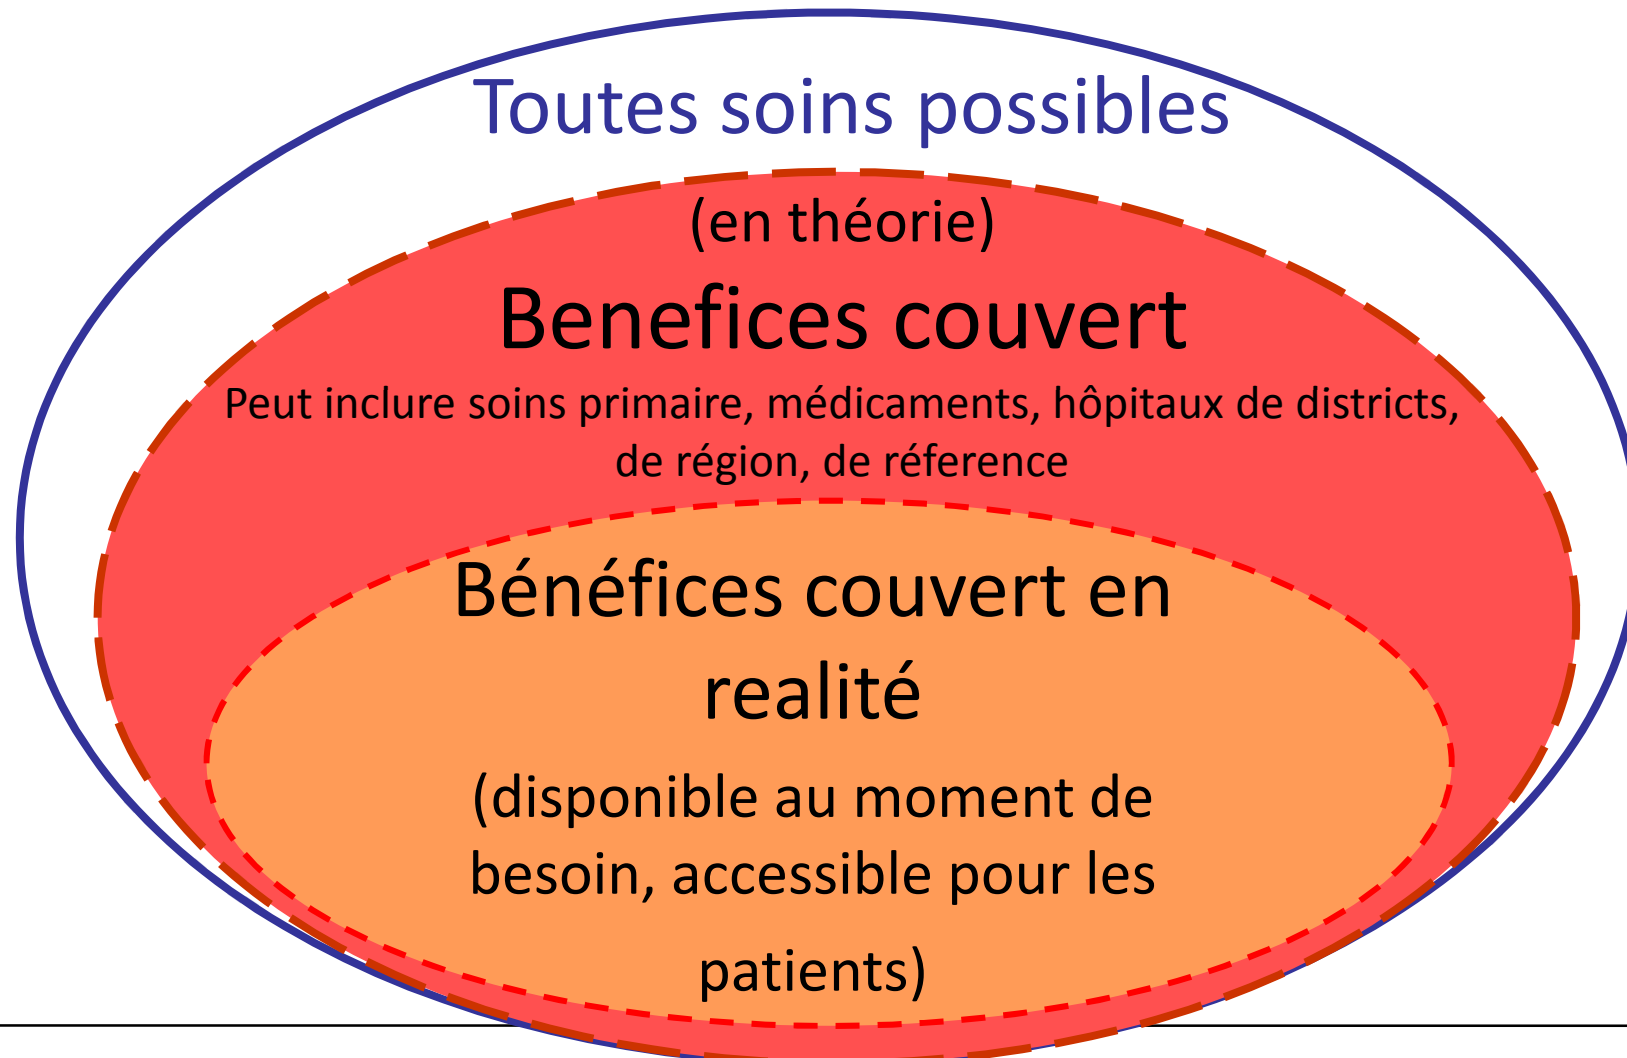 Toutes soins possibles
(en théorie)
Benefices couvert
Peut inclure soins primaire, médicaments, hôpitaux de districts,
de région, de réference
Bénéfices couvert en
realité
(disponible au moment de
besoin, accessible pour les
patients)